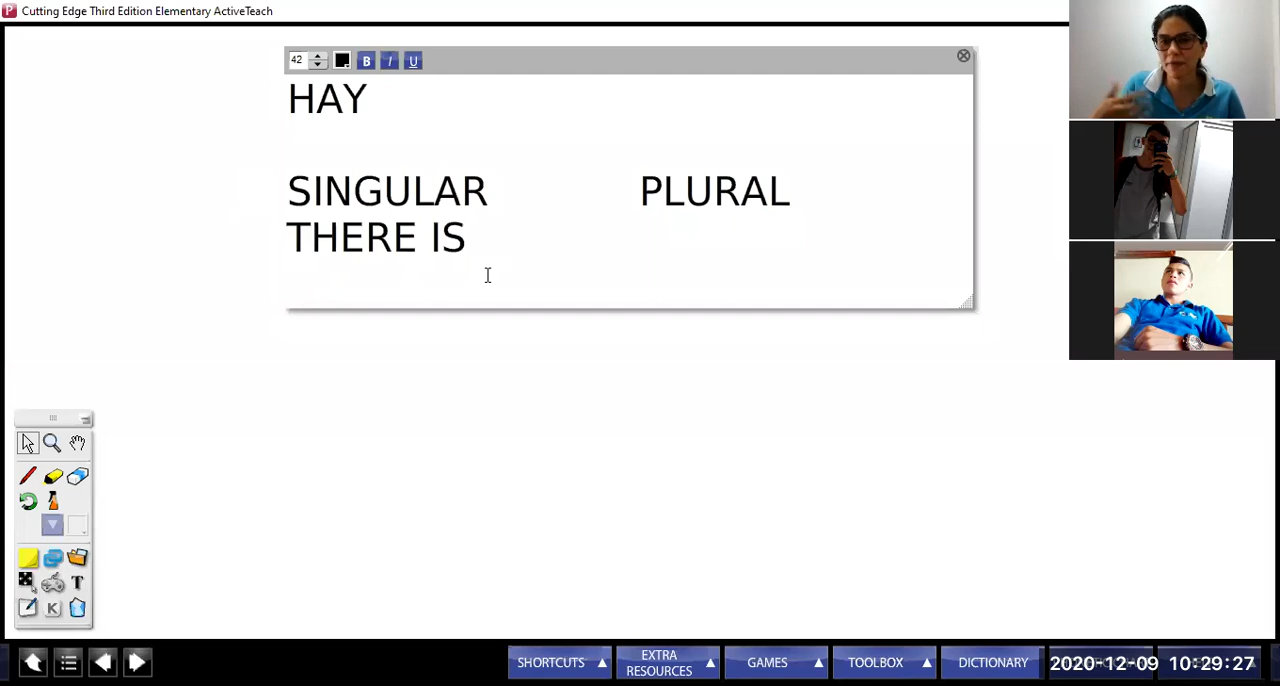 Cutting Edge Third Edition Elementary ActiveTeach
42 B I U
HAY
SINGULAR PLURAL
THERE IS
T
K
SHORTCUTS
EXTRA
RESOURCES
GAMES
TOOLBOX
DICTIONARY
2020-12-09 10:29:27